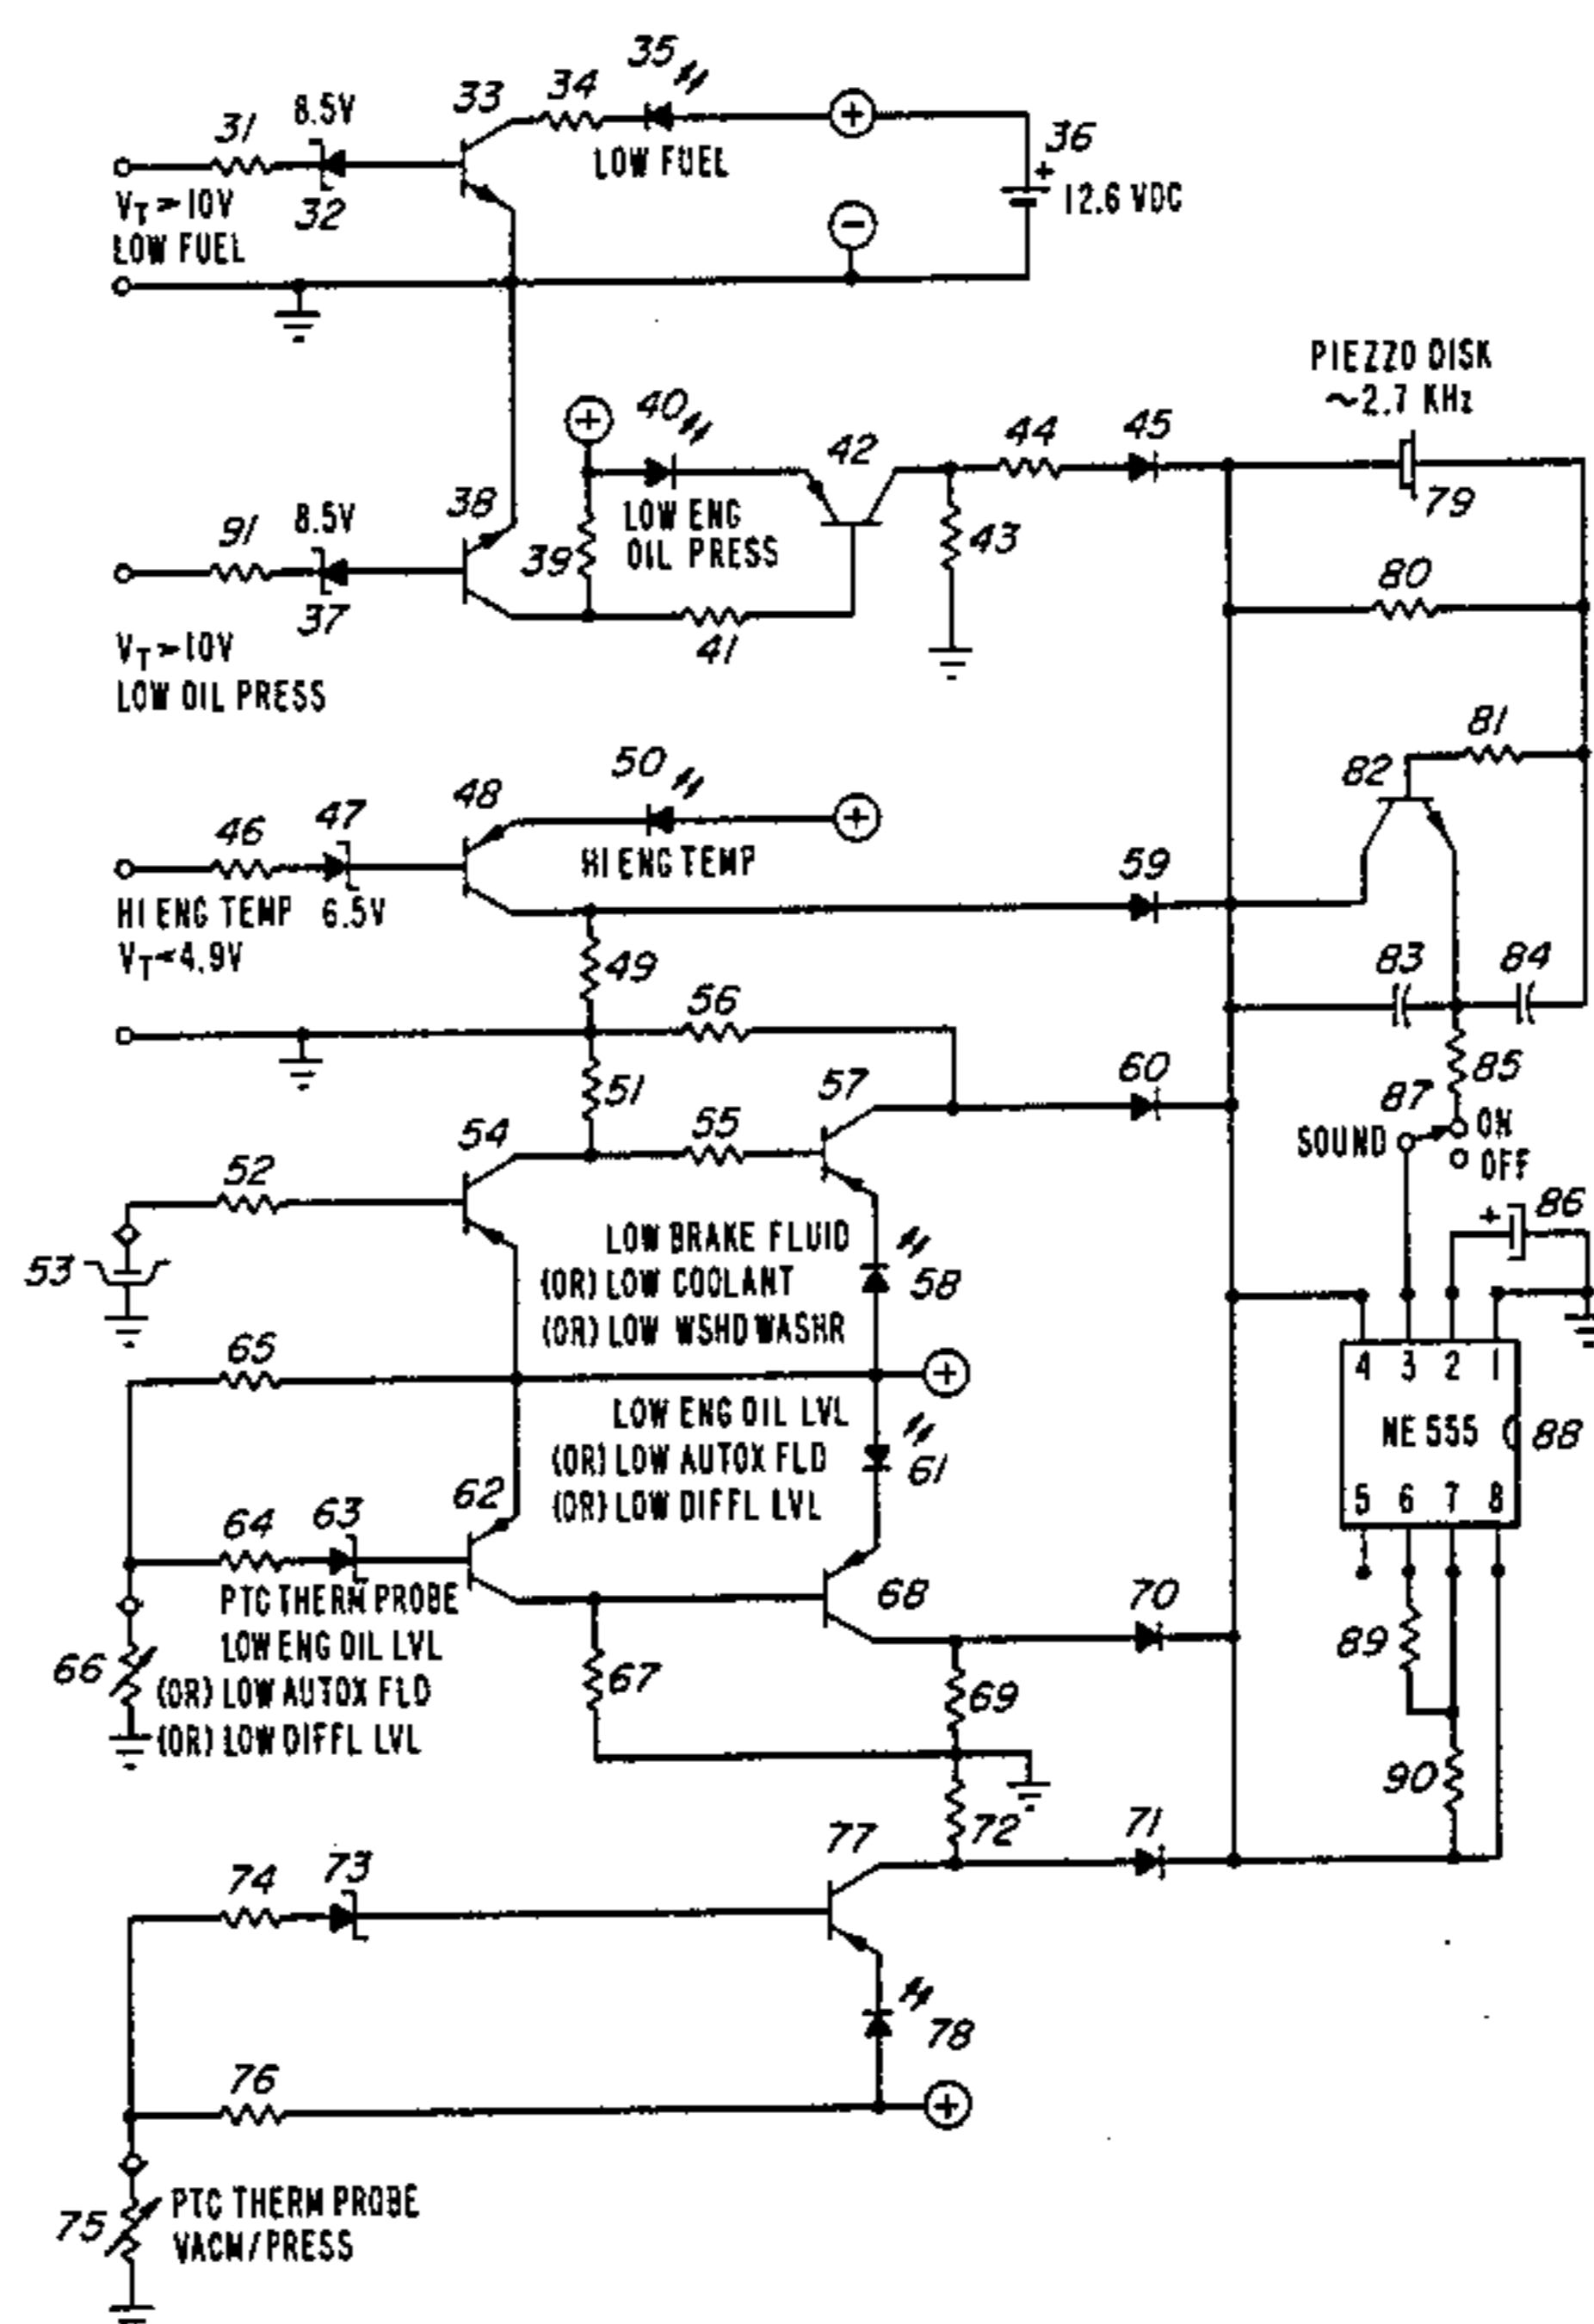 35
34
33
8.5V
31
36
+
12.6 VDC
LOW FUEL
+
VT > 10V
32
LOW FUEL
−
PIEZZO DISK
~2.7 KHz
+
40
42
44
45
79
38
8.5V
91
LOW ENG
OIL PRESS
39
43
80
37
41
VT > 10V
LOW OIL PRESS
81
82
50
48
47
46
+
HI ENG TEMP
59
HI ENG TEMP 6.5V
VT < 4.9V
49
83
84
56
51
60
85
57
87
ON
SOUND
OFF
54
55
52
86
+
53
LOW BRAKE FLUID
(OR) LOW COOLANT
(OR) LOW WSHD WASHR
58
65
+
4 3 2 1
NE 555
88
5 6 7 8
LOW ENG OIL LVL
(OR) LOW AUTOX FLD
(OR) LOW DIFFL LVL
61
62
63
64
PTC THERM PROBE
LOW ENG OIL LVL
(OR) LOW AUTOX FLD
(OR) LOW DIFFL LVL
66
68
70
67
69
89
90
72
71
77
73
74
78
76
+
75
PTC THERM PROBE
VACM/PRESS